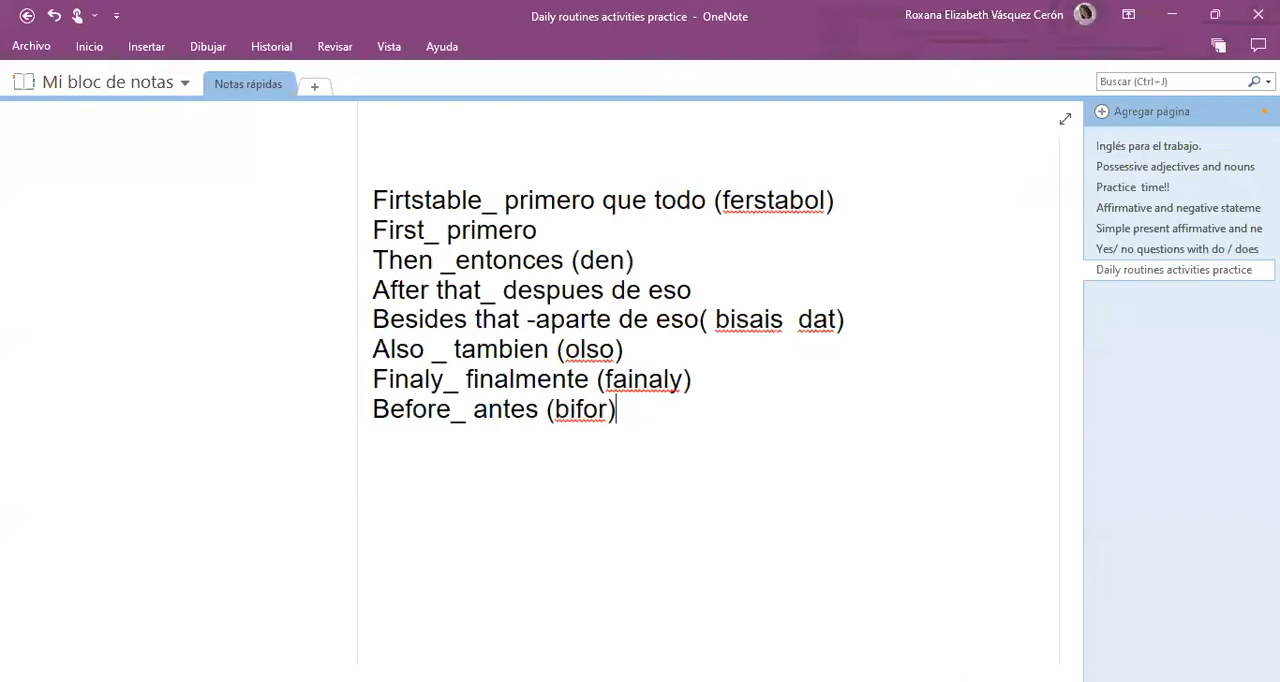 Daily routines activities practice - OneNote
Roxana Elizabeth Vásquez Cerón
Archivo Inicio Insertar Dibujar Historial Revisar Vista Ayuda
Mi bloc de notas
Notas rápidas
+
Buscar (Ctrl+J)
Agregar página
Inglés para el trabajo.
Possessive adjectives and nouns
Practice time!!
Affirmative and negative stateme
Simple present affirmative and ne
Yes/ no questions with do / does
Daily routines activities practice
Firtstable_ primero que todo (ferstabol)
First_ primero
Then _entonces (den)
After that_ despues de eso
Besides that -aparte de eso( bisais dat)
Also _ tambien (olso)
Finaly_ finalmente (fainaly)
Before_ antes (bifor)